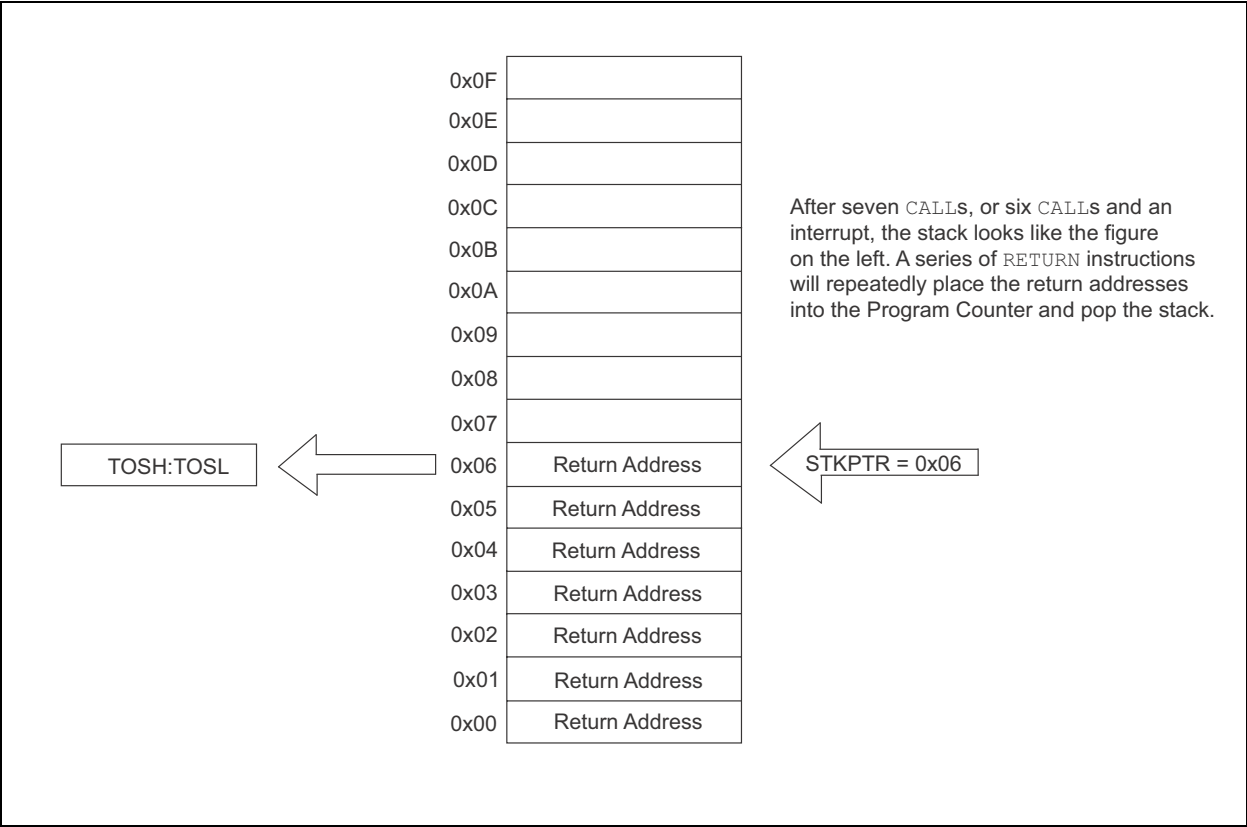 0x0F
0x0E
0x0D
0x0C
0x0B
0x0A
0x09
0x08
0x07
TOSH:TOSL
0x06 Return Address
STKPTR = 0x06
0x05 Return Address
0x04 Return Address
0x03 Return Address
0x02 Return Address
0x01 Return Address
0x00 Return Address
After seven CALLs, or six CALLs and an
interrupt, the stack looks like the figure
on the left. A series of RETURN instructions
will repeatedly place the return addresses
into the Program Counter and pop the stack.